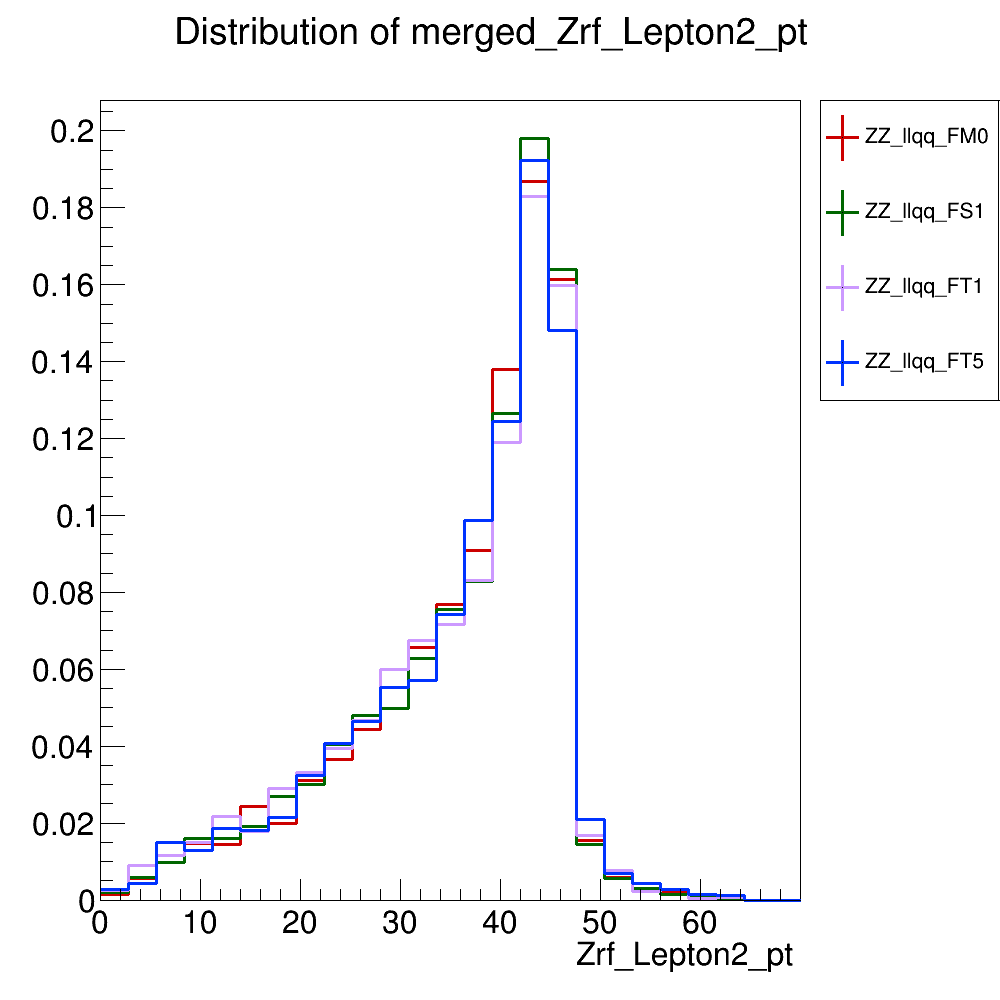 Distribution of merged_Zrf_Lepton2_pt
0.2
0.18
0.16
0.14
0.12
0.1
0.08
0.06
0.04
0.02
0
0 10 20 30 40 50 60
Zrf_Lepton2_pt
ZZ_llqq_FM0
ZZ_llqq_FS1
ZZ_llqq_FT1
ZZ_llqq_FT5